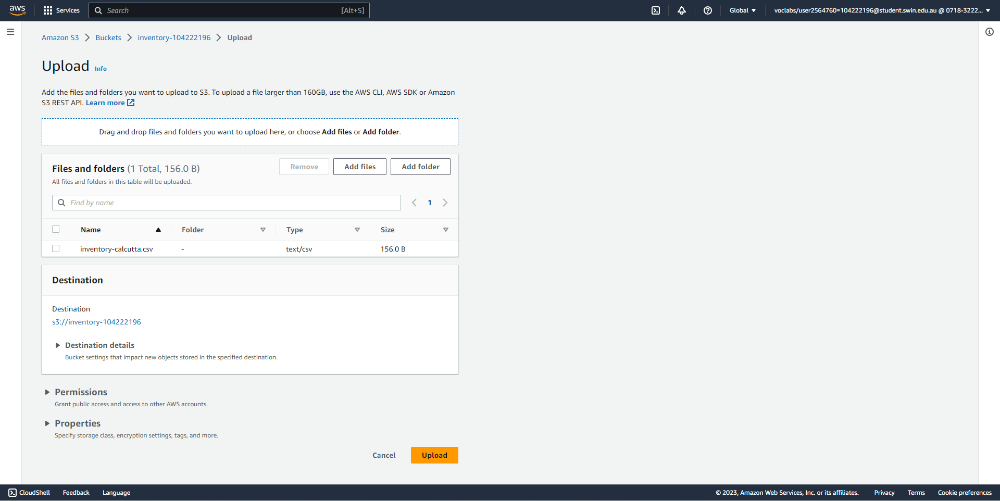 aws
Services
Search
[Alt+S]
Global
voclabs/user2564760=104222196@student.swin.edu.au @ 0718-3222...
Amazon S3 > Buckets > inventory-104222196 > Upload
Upload Info
Add the files and folders you want to upload to S3. To upload a file larger than 160GB, use the AWS CLI, AWS SDK or Amazon
S3 REST API. Learn more
Drag and drop files and folders you want to upload here, or choose Add files or Add folder.
Files and folders (1 Total, 156.0 B)
Remove
Add files
Add folder
All files and folders in this table will be uploaded.
Find by name
1
Name Folder Type Size
inventory-calcutta.csv - text/csv 156.0 B
Destination
Destination
s3://inventory-104222196
Destination details
Bucket settings that impact new objects stored in the specified destination.
Permissions
Grant public access and access to other AWS accounts.
Properties
Specify storage class, encryption settings, tags, and more.
Cancel
Upload
CloudShell Feedback Language
© 2023, Amazon Web Services, Inc. or its affiliates. Privacy Terms Cookie preferences